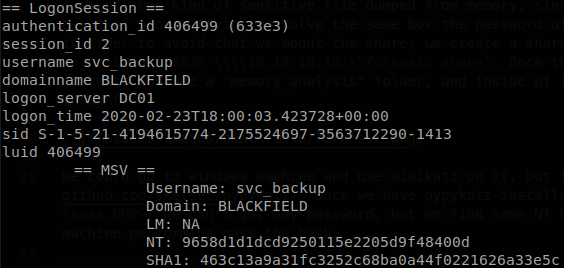 == LogonSession ==
authentication_id 406499 (633e3)
session_id 2
username svc_backup
domainname BLACKFIELD
logon_server DC01
logon_time 2020-02-23T18:00:03.423728+00:00
sid S-1-5-21-4194615774-2175524697-3563712290-1413
luid 406499
== MSV ==
Username: svc_backup
Domain: BLACKFIELD
LM: NA
NT: 9658d1d1dcd9250115e2205d9f48400d
SHA1: 463c13a9a31fc3252c68ba0a44f0221626a33e5c